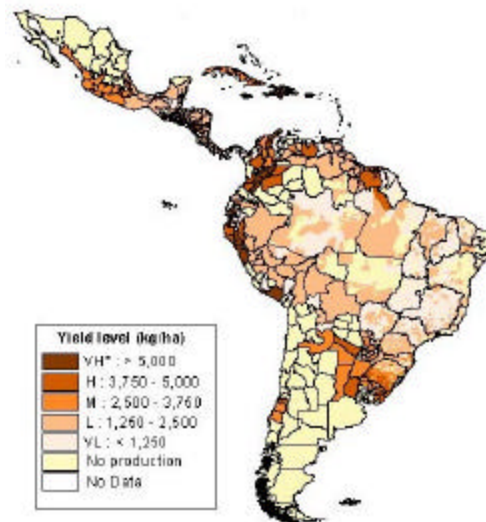 Yield level (kg/ha)
VH* : > 5,000
H : 3,750 - 5,000
M : 2,500 - 3,750
L : 1,250 - 2,500
VL : < 1,250
No production
No Data